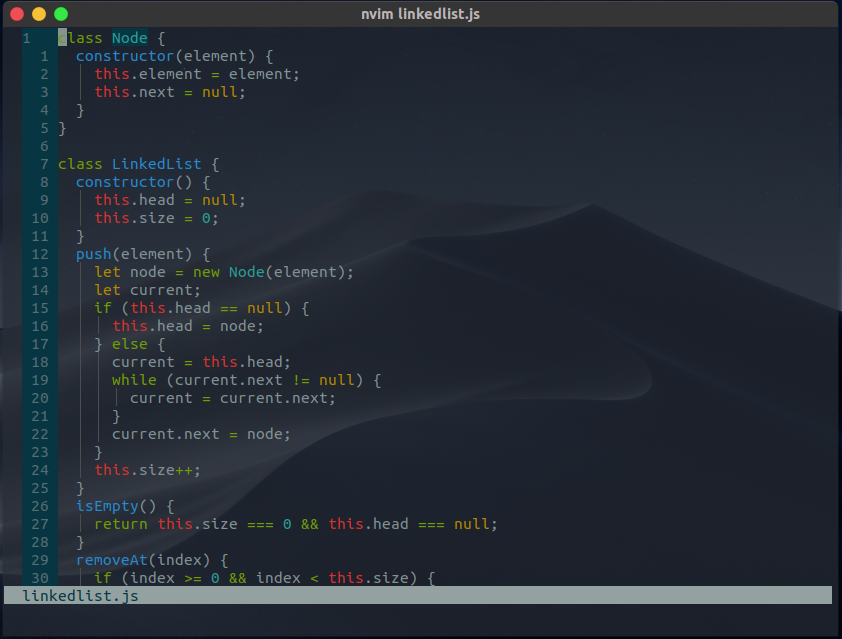 nvim linkedlist.js
1 class Node {
1 constructor(element) {
2 this.element = element;
3 this.next = null;
4 }
5 }
6
7 class LinkedList {
8 constructor() {
9 this.head = null;
10 this.size = 0;
11 }
12 push(element) {
13 let node = new Node(element);
14 let current;
15 if (this.head == null) {
16 this.head = node;
17 } else {
18 current = this.head;
19 while (current.next != null) {
20 current = current.next;
21 }
22 current.next = node;
23 }
24 this.size++;
25 }
26 isEmpty() {
27 return this.size === 0 && this.head === null;
28 }
29 removeAt(index) {
30 if (index >= 0 && index < this.size) {
linkedlist.js